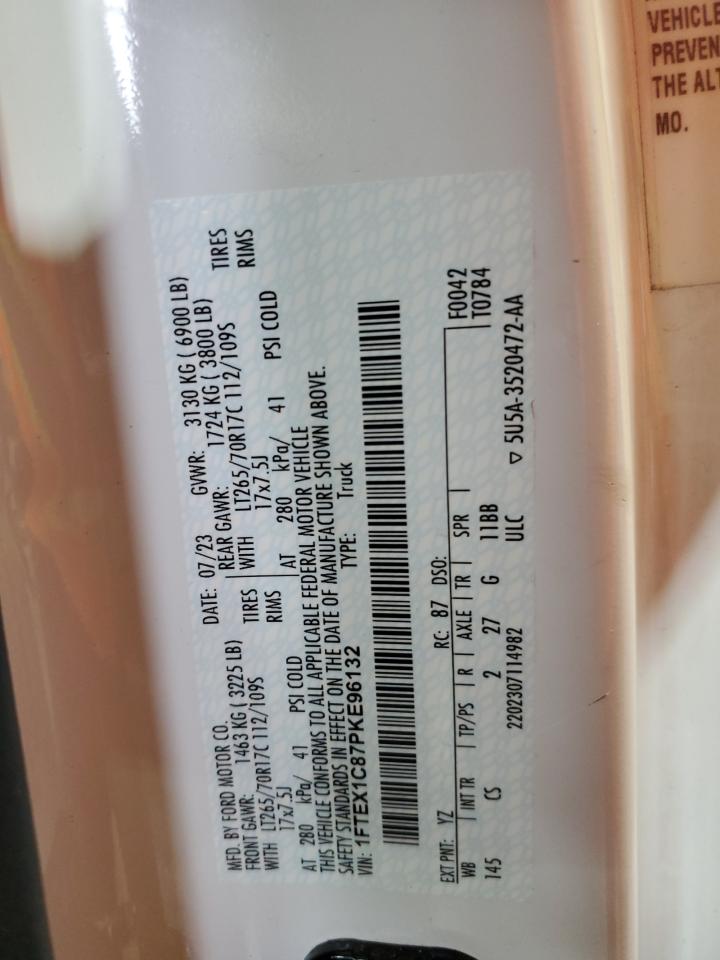 MFD. BY FORD MOTOR CO.
DATE: 07/23 GVWR: 3130 KG ( 6900 LB)
FRONT GAWR: 1463 KG ( 3225 LB) REAR GAWR: 1724 KG ( 3800 LB)
WITH LT265/70R17C 112/109S TIRES WITH LT265/70R17C 112/109S TIRES
17x7.5J RIMS 17x7.5J RIMS
AT 280 kPa/ 41 PSI COLD AT 280 kPa/ 41 PSI COLD
THIS VEHICLE CONFORMS TO ALL APPLICABLE FEDERAL MOTOR VEHICLE
SAFETY STANDARDS IN EFFECT ON THE DATE OF MANUFACTURE SHOWN ABOVE.
VIN: 1FTEX1C87PKE96132 TYPE: Truck
EXT PNT: YZ RC: 87 DSO: F0042
WB INT TR TP/PS R AXLE TR SPR T0784
145 CS 2 27 G 11BB
2202307114982 ULC ▽ 5U5A-3520472-AA
VEHICLE
PREVEN
THE ALT
MO.